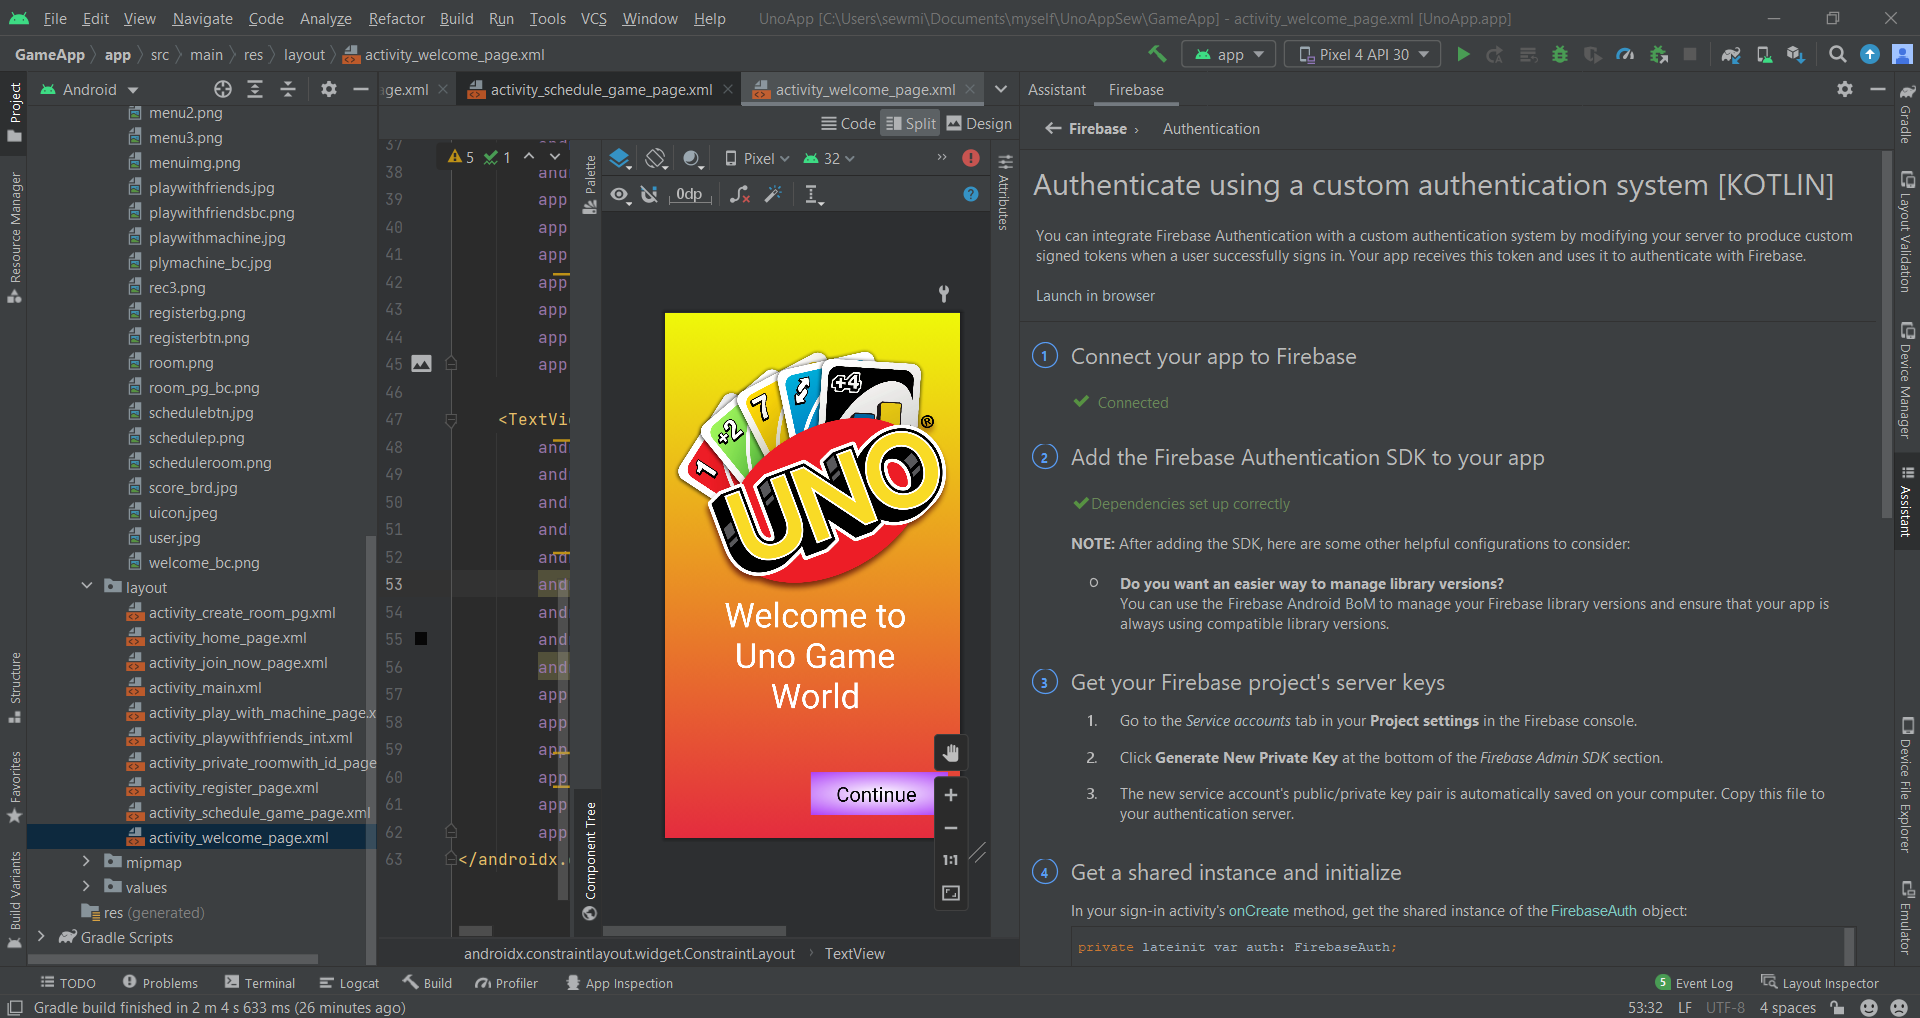 File Edit View Navigate Code Analyze Refactor Build Run Tools VCS Window Help UnoApp [C:\Users\sewmi\Documents\myself\UnoAppSew\GameApp] - activity_welcome_page.xml [UnoApp.app]
GameApp app src main res layout activity_welcome_page.xml app Pixel 4 API 30
Project
Resource Manager
Structure
Favorites
Build Variants
Android
menu2.png
menu3.png
menuimg.png
playwithfriends.jpg
playwithfriendsbc.png
playwithmachine.jpg
plymachine_bc.jpg
rec3.png
registerbg.png
registerbtn.png
room.png
room_pg_bc.png
schedulebtn.jpg
schedulep.png
scheduleroom.png
score_brd.jpg
uicon.jpeg
user.jpg
welcome_bc.png
layout
activity_create_room_pg.xml
activity_home_page.xml
activity_join_now_page.xml
activity_main.xml
activity_play_with_machine_page.x
activity_playwithfriends_int.xml
activity_private_roomwith_id_page
activity_register_page.xml
activity_schedule_game_page.xml
activity_welcome_page.xml
mipmap
values
res (generated)
Gradle Scripts
age.xml activity_schedule_game_page.xml activity_welcome_page.xml
Code Split Design
5 1
37 and
38 and
39 app
40 app
41 app
42 app
43 app
44 app
45 app
46
47 <TextVi
48 and
49 and
50 and
51 and
52 and
53 and
54 and
55 and
56 and
57 app
58 app
59 app
60 app
61 app
62 app
63 </androidx.
Palette
Component Tree
Pixel 32
0dp
Attributes
1 +2 7 +4
UNO
®
Welcome to
Uno Game
World
Continue
1:1
androidx.constraintlayout.widget.ConstraintLayout TextView
Assistant Firebase
Firebase › Authentication
Authenticate using a custom authentication system [KOTLIN]
You can integrate Firebase Authentication with a custom authentication system by modifying your server to produce custom
signed tokens when a user successfully signs in. Your app receives this token and uses it to authenticate with Firebase.
Launch in browser
1 Connect your app to Firebase
Connected
2 Add the Firebase Authentication SDK to your app
Dependencies set up correctly
NOTE: After adding the SDK, here are some other helpful configurations to consider:
Do you want an easier way to manage library versions?
You can use the Firebase Android BoM to manage your Firebase library versions and ensure that your app is
always using compatible library versions.
3 Get your Firebase project's server keys
1. Go to the Service accounts tab in your Project settings in the Firebase console.
2. Click Generate New Private Key at the bottom of the Firebase Admin SDK section.
3. The new service account's public/private key pair is automatically saved on your computer. Copy this file to
your authentication server.
4 Get a shared instance and initialize
In your sign-in activity's onCreate method, get the shared instance of the FirebaseAuth object:
private lateinit var auth: FirebaseAuth;
Gradle
Layout Validation
Device Manager
Assistant
Device File Explorer
Emulator
TODO Problems Terminal Logcat Build Profiler App Inspection 5 Event Log Layout Inspector
Gradle build finished in 2 m 4 s 633 ms (26 minutes ago) 53:32 LF UTF-8 4 spaces